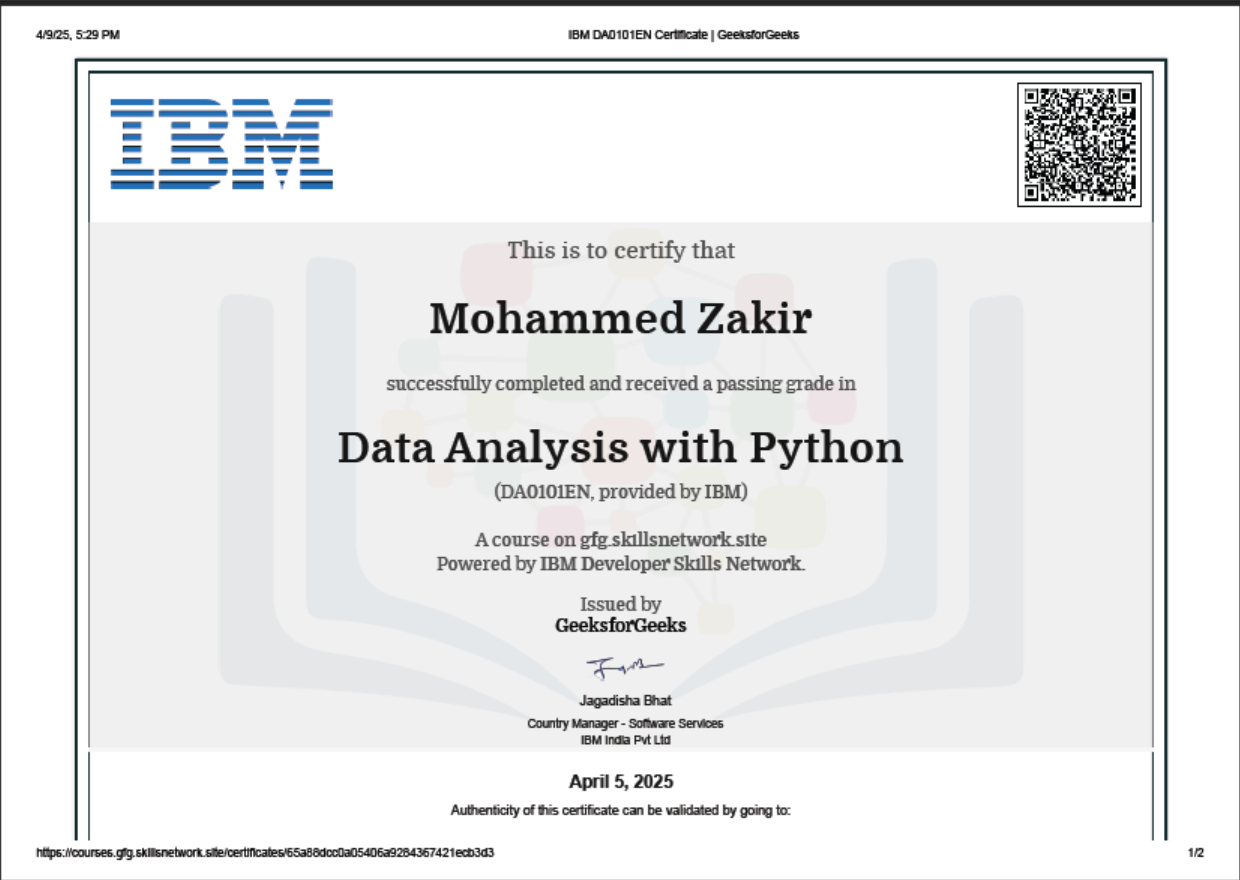 4/9/25, 5:29 PM
IBM DA0101EN Certificate | GeeksforGeeks
IBM
This is to certify that
Mohammed Zakir
successfully completed and received a passing grade in
Data Analysis with Python
(DA0101EN, provided by IBM)
A course on gfg.skillsnetwork.site
Powered by IBM Developer Skills Network.
Issued by
GeeksforGeeks
Jagadisha Bhat
Country Manager - Software Services
IBM India Pvt Ltd
April 5, 2025
Authenticity of this certificate can be validated by going to:
https://courses.gfg.skillsnetwork.site/certificates/65a88dcc0a05406a9284367421ecb3d3
1/2